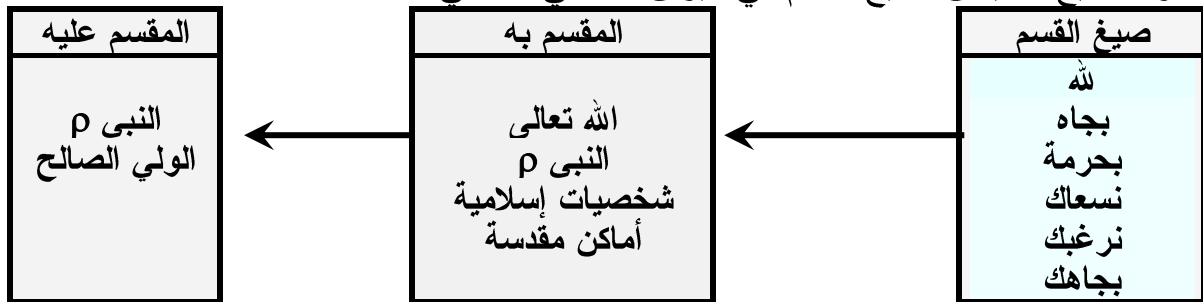 صيغ القسم
لله
بجاه
بحرمة
نسعاك
نرغبك
بجاهك
المقسم به
الله تعالى
النبى ρ
شخصيات إسلامية
أماكن مقدسة
المقسم عليه
النبى ρ
الولي الصالح